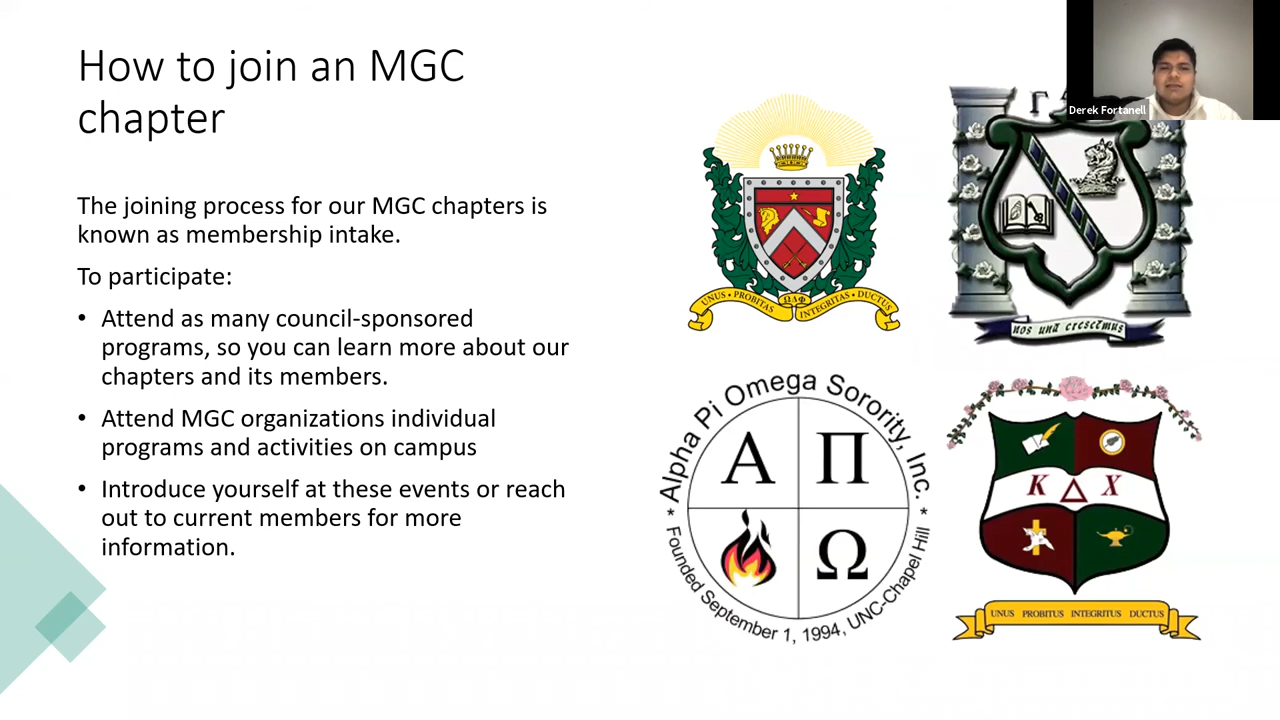 How to join an MGC
chapter
The joining process for our MGC chapters is
known as membership intake.
To participate:
• Attend as many council-sponsored
programs, so you can learn more about our
chapters and its members.
• Attend MGC organizations individual
programs and activities on campus
• Introduce yourself at these events or reach
out to current members for more
information.
UNUS • PROBITAS ΩΔΦ INTEGRITAS • DUCTUS
Derek Fortanell
Γ
nos una crescemus
* Alpha Pi Omega Sorority, Inc. *
Α Π
Ω
Founded September 1, 1994, UNC-Chapel Hill
Κ Δ Χ
UNUS PROBITUS INTEGRITUS DUCTUS